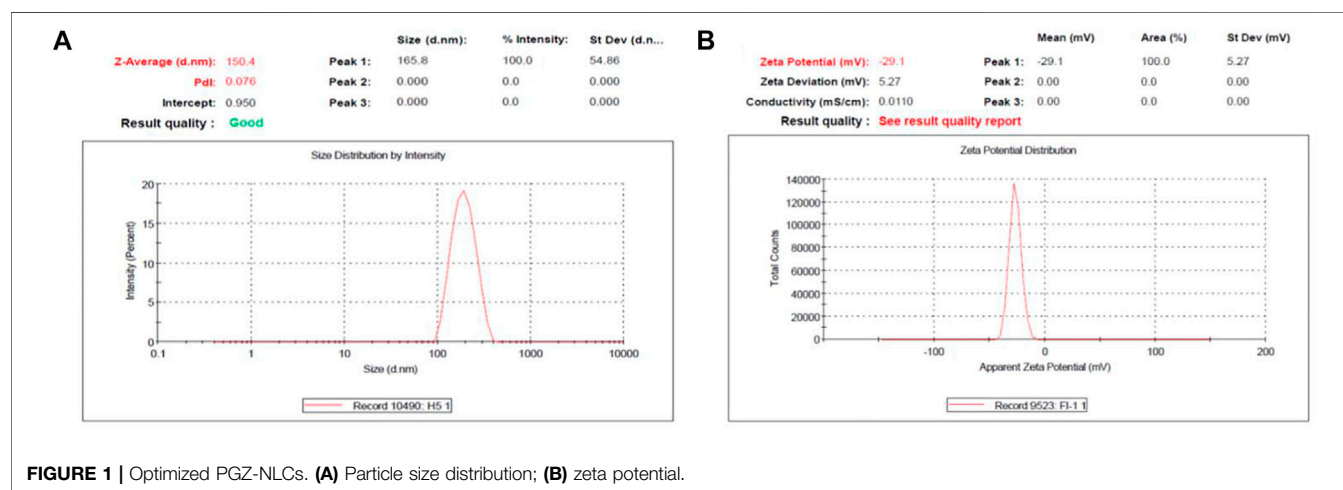 A
Size (d.nm): % Intensity: St Dev (d.n...
Z-Average (d.nm): 150.4 Peak 1: 165.8 100.0 54.86
PdI: 0.076 Peak 2: 0.000 0.0 0.000
Intercept: 0.950 Peak 3: 0.000 0.0 0.000
Result quality : Good
Size Distribution by Intensity
Intensity (Percent)
20
15
10
5
0
0.1 1 10 100 1000 10000
Size (d.nm)
Record 10490: H5 1
B
Mean (mV) Area (%) St Dev (mV)
Zeta Potential (mV): -29.1 Peak 1: -29.1 100.0 5.27
Zeta Deviation (mV): 5.27 Peak 2: 0.00 0.0 0.00
Conductivity (mS/cm): 0.0110 Peak 3: 0.00 0.0 0.00
Result quality : See result quality report
Zeta Potential Distribution
Total Counts
140000
120000
100000
80000
60000
40000
20000
0
-100 0 100 200
Apparent Zeta Potential (mV)
Record 9523: FI-1 1
FIGURE 1 | Optimized PGZ-NLCs. (A) Particle size distribution; (B) zeta potential.